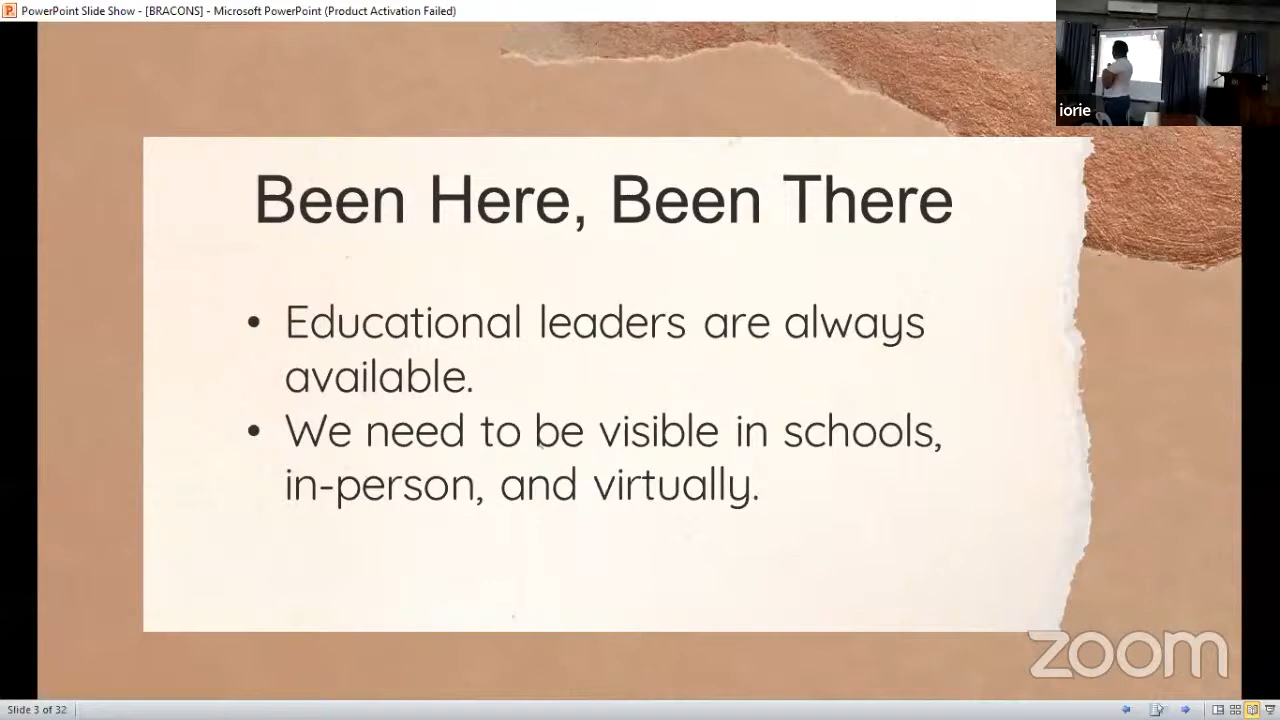 PowerPoint Slide Show - [BRACONS] - Microsoft PowerPoint (Product Activation Failed)
iorie
Been Here, Been There
• Educational leaders are always
available.
• We need to be visible in schools,
in-person, and virtually.
zoom
Slide 3 of 32